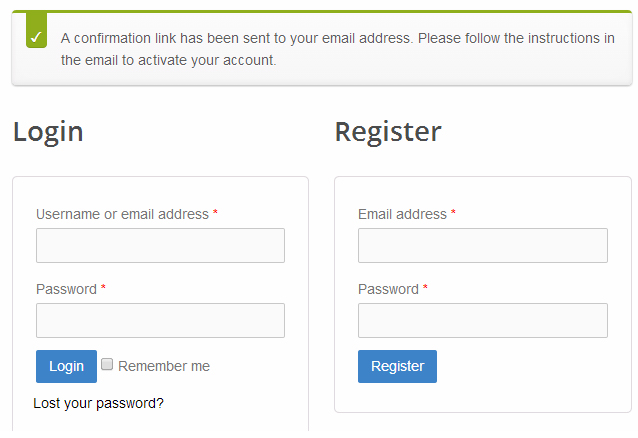 A confirmation link has been sent to your email address. Please follow the instructions in
the email to activate your account.
Login
Username or email address *
Password *
Login Remember me
Lost your password?
Register
Email address *
Password *
Register